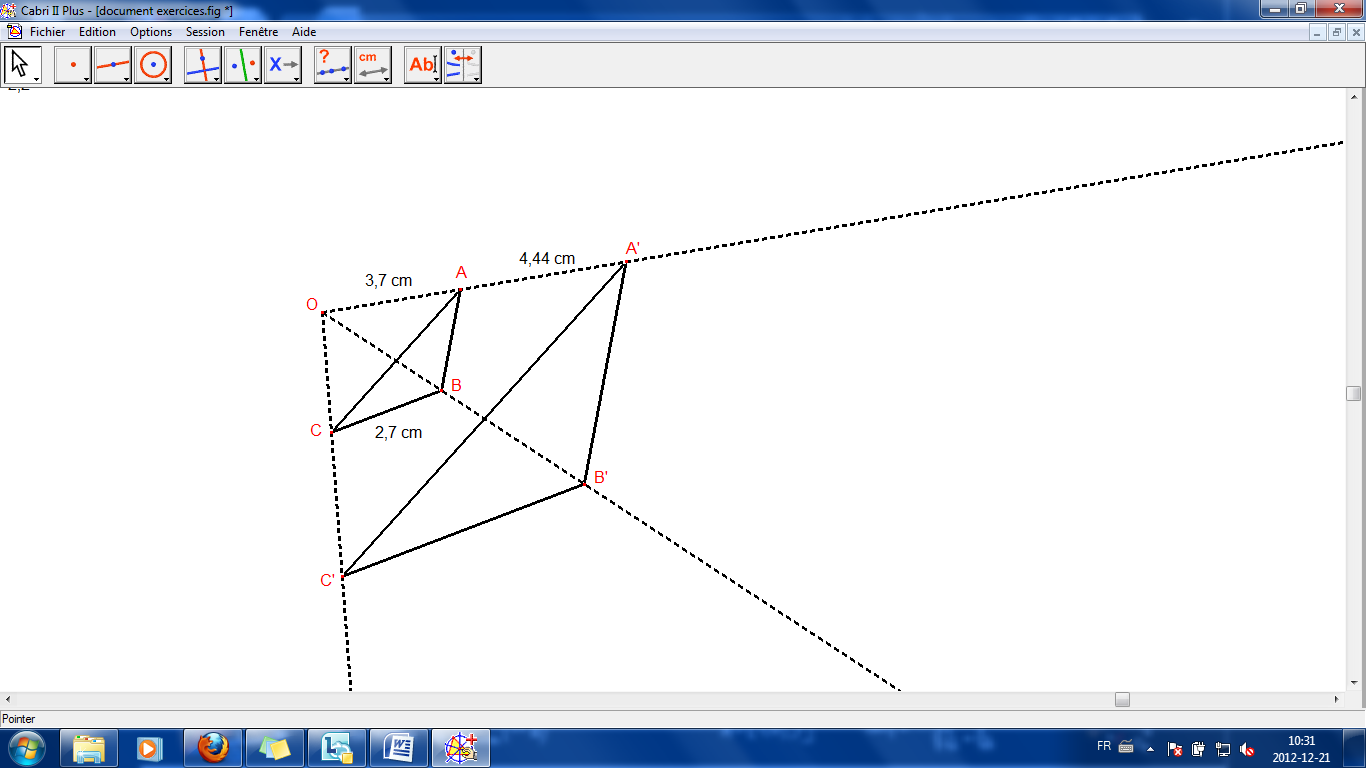 Cabri II Plus - [document exercices.fig *]
Fichier Edition Options Session Fenêtre Aide
X
?
cm
Ab
A'
4,44 cm
A
3,7 cm
O
B
C
2,7 cm
B'
C'
Pointer
FR
10:31
2012-12-21